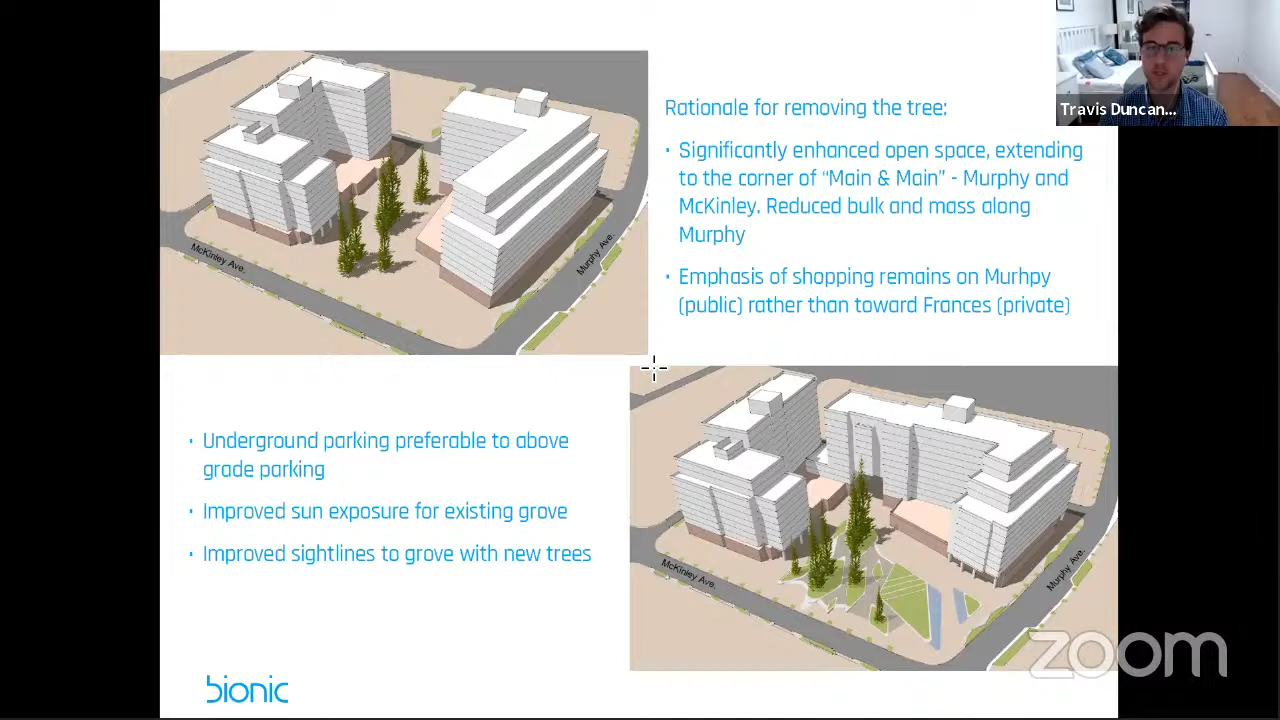 Travis Duncan...
Rationale for removing the tree:
· Significantly enhanced open space, extending
to the corner of “Main & Main” - Murphy and
McKinley. Reduced bulk and mass along
Murphy
· Emphasis of shopping remains on Murhpy
(public) rather than toward Frances (private)
McKinley Ave.
Murphy Ave.
· Underground parking preferable to above
grade parking
· Improved sun exposure for existing grove
· Improved sightlines to grove with new trees
McKinley Ave.
Murphy Ave.
bionic
zoom